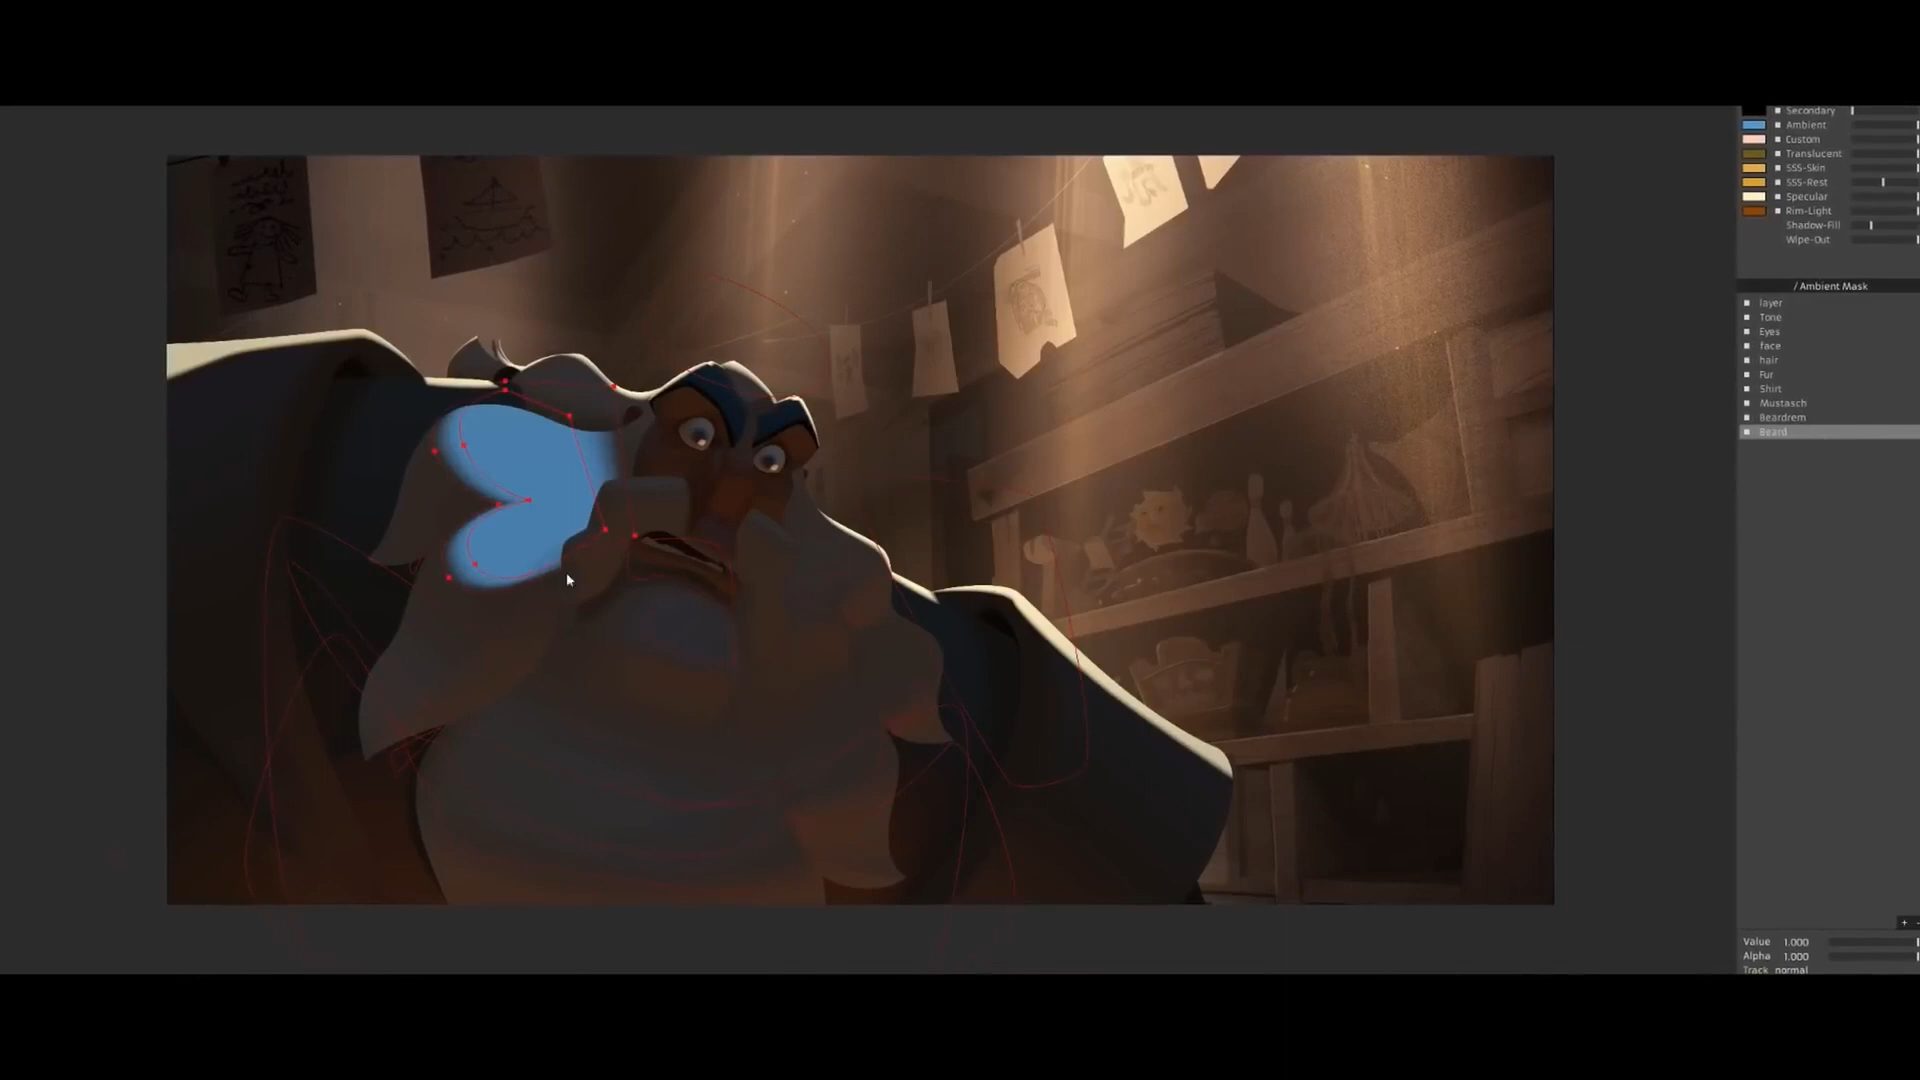 Secondary
Ambient
Custom
Translucent
SSS-Skin
SSS-Rest
Specular
Rim-Light
Shadow-Fill
Wipe-Out
/ Ambient Mask
layer
Tone
Eyes
face
hair
Fur
Shirt
Mustasch
Beardrem
Beard
Value 1.000
Alpha 1.000
Track normal